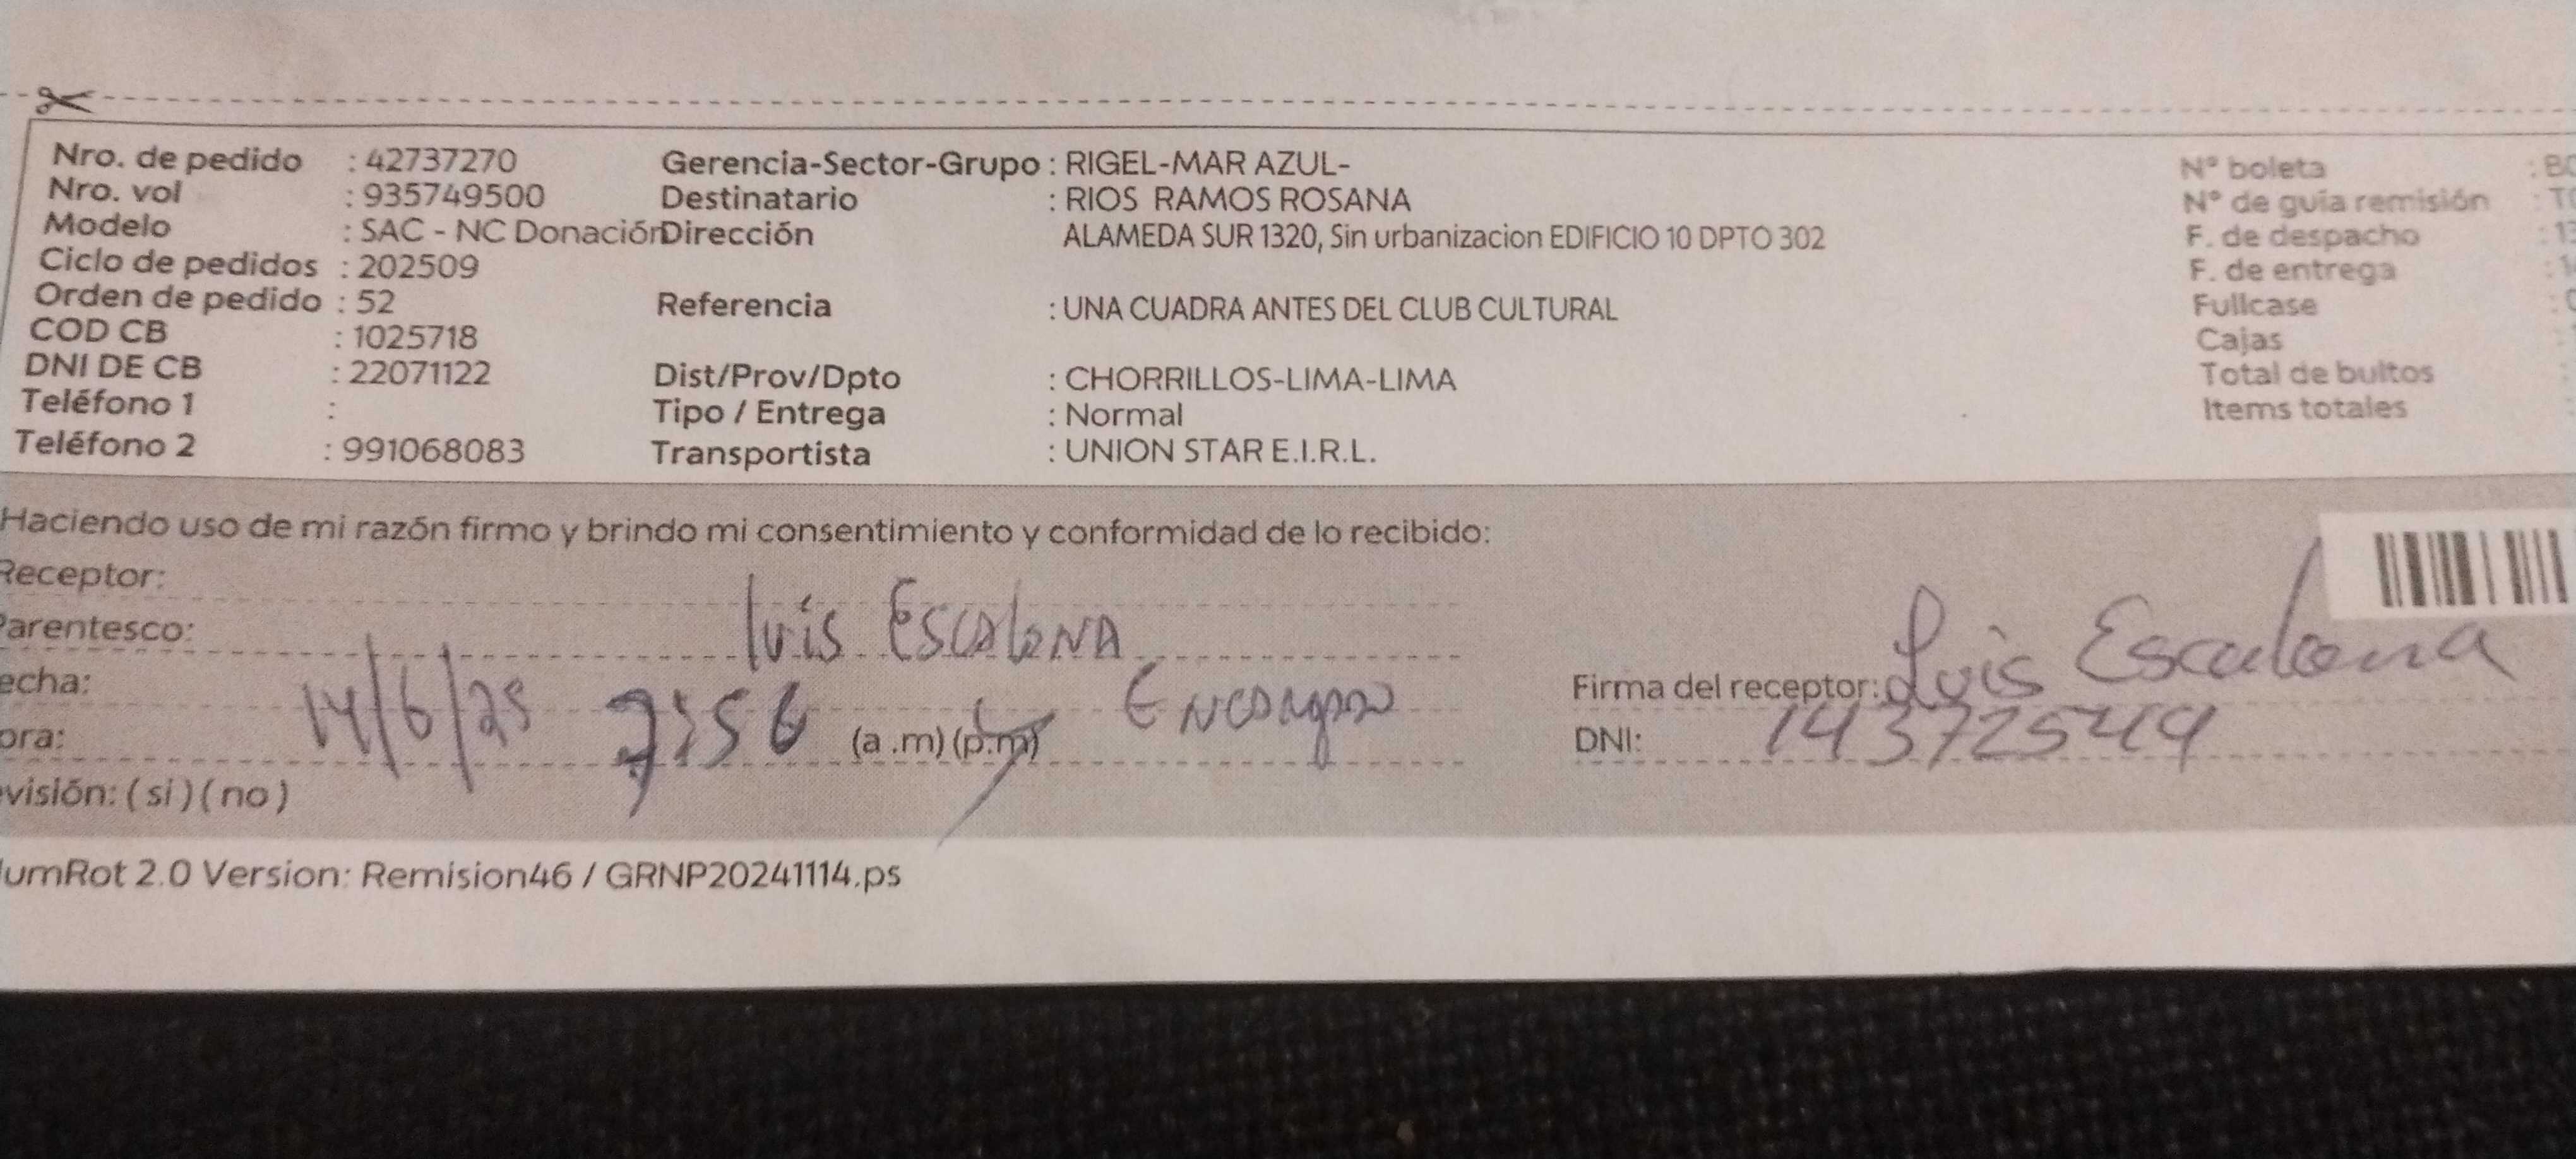 Nro. de pedido : 42737270 Gerencia-Sector-Grupo : RIGEL-MAR AZUL- N° boleta : B
Nro. vol : 935749500 Destinatario : RIOS RAMOS ROSANA N° de guía remisión : T
Modelo : SAC - NC Donación Dirección ALAMEDA SUR 1320, Sin urbanizacion EDIFICIO 10 DPTO 302 F. de despacho : 13
Ciclo de pedidos : 202509 F. de entrega :
Orden de pedido : 52 Referencia : UNA CUADRA ANTES DEL CLUB CULTURAL Fullcase :
COD CB : 1025718 Cajas
DNI DE CB : 22071122 Dist/Prov/Dpto : CHORRILLOS-LIMA-LIMA Total de bultos
Teléfono 1 : Tipo / Entrega : Normal Items totales
Teléfono 2 : 991068083 Transportista : UNION STAR E.I.R.L.
Haciendo uso de mi razón firmo y brindo mi consentimiento y conformidad de lo recibido:
Receptor:
Parentesco: luis EscaloNA
echa: 14/6/25 Firma del receptor: Luis Escalona
ora: 7:56 (a .m) (p.m) DNI: 143725449
visión: ( si ) ( no )
umRot 2.0 Version: Remision46 / GRNP20241114.ps